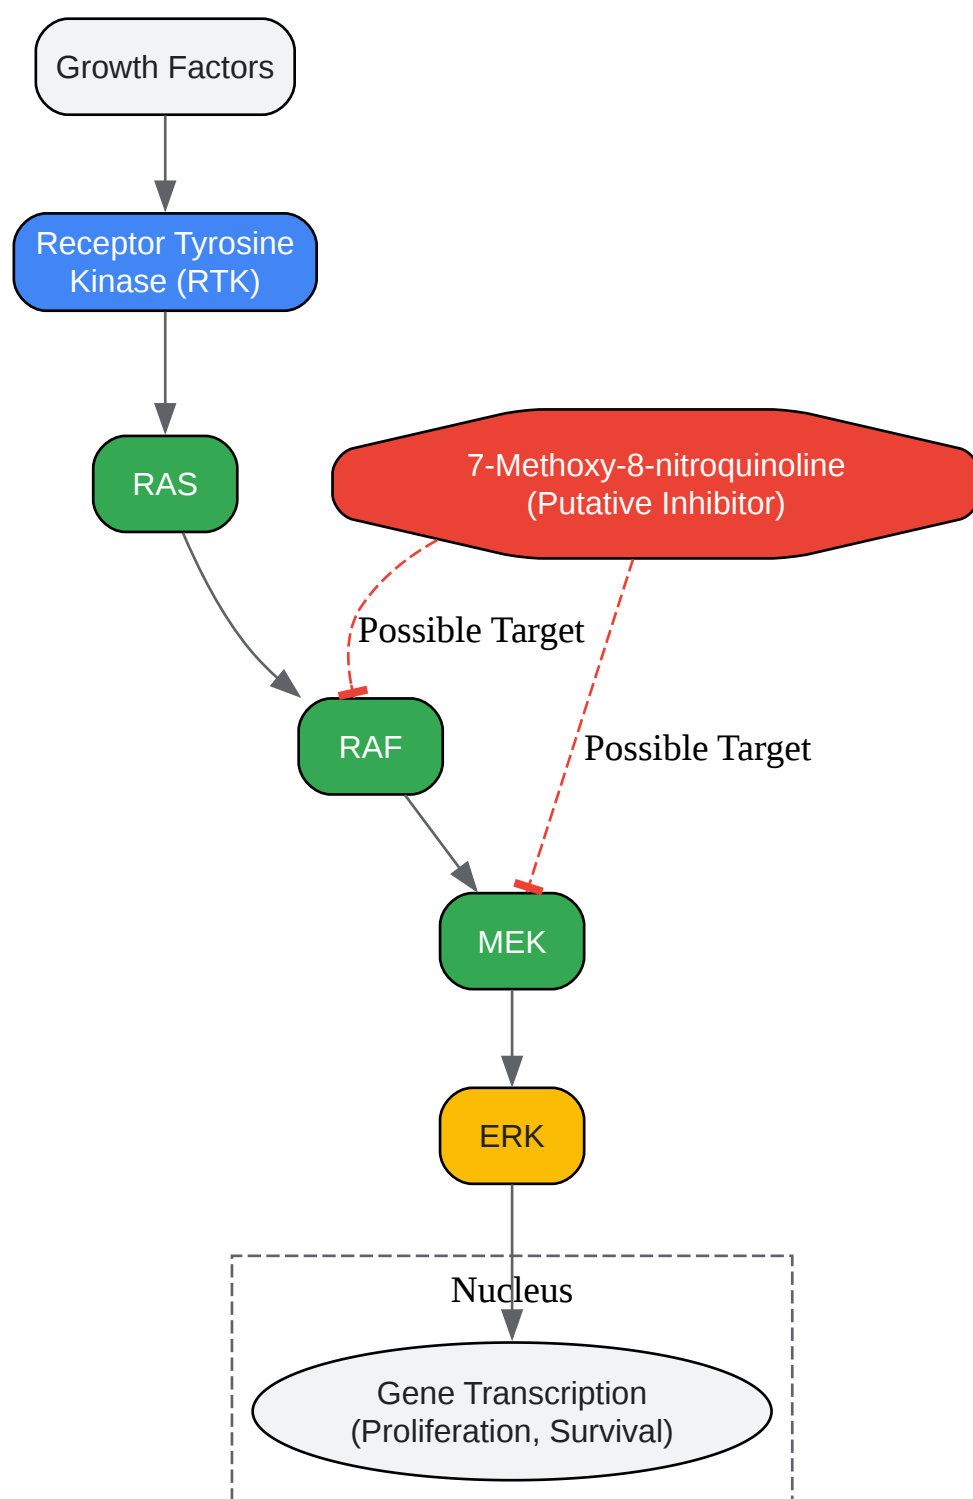 Growth Factors
Receptor Tyrosine
Kinase (RTK)
RAS
7-Methoxy-8-nitroquinoline
(Putative Inhibitor)
Possible Target
RAF
Possible Target
MEK
ERK
Nucleus
Gene Transcription
(Proliferation, Survival)